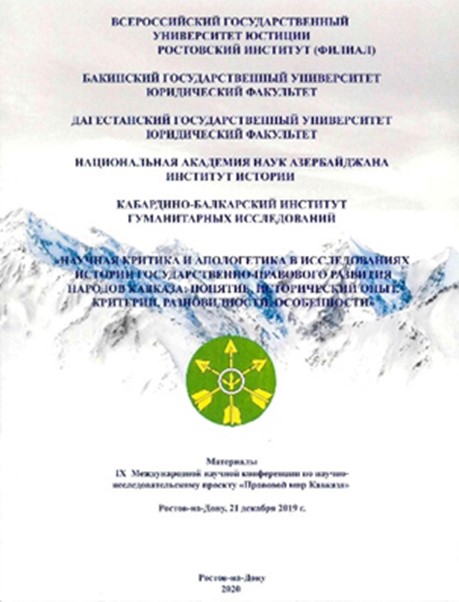 ВСЕРОССИЙСКИЙ ГОСУДАРСТВЕННЫЙ
УНИВЕРСИТЕТ ЮСТИЦИИ
РОСТОВСКИЙ ИНСТИТУТ (ФИЛИАЛ)
БАКИНСКИЙ ГОСУДАРСТВЕННЫЙ УНИВЕРСИТЕТ
ЮРИДИЧЕСКИЙ ФАКУЛЬТЕТ
ДАГЕСТАНСКИЙ ГОСУДАРСТВЕННЫЙ УНИВЕРСИТЕТ
ЮРИДИЧЕСКИЙ ФАКУЛЬТЕТ
НАЦИОНАЛЬНАЯ АКАДЕМИЯ НАУК АЗЕРБАЙДЖАНА
ИНСТИТУТ ИСТОРИИ
КАБАРДИНО-БАЛКАРСКИЙ ИНСТИТУТ
ГУМАНИТАРНЫХ ИССЛЕДОВАНИЙ
«НАУЧНАЯ КРИТИКА И АПОЛОГЕТИКА В ИССЛЕДОВАНИЯХ
ИСТОРИИ ГОСУДАРСТВЕННО-ПРАВОВОГО РАЗВИТИЯ
НАРОДОВ КАВКАЗА: ПОНЯТИЕ, ИСТОРИЧЕСКИЙ ОПЫТ,
КРИТЕРИИ, РАЗНОВИДНОСТИ, ОСОБЕННОСТИ»
Материалы
IX Международной научной конференции по научно-
исследовательскому проекту «Правовой мир Кавказа»
Ростов-на-Дону, 21 декабря 2019 г.
Ростов-на-Дону
2020